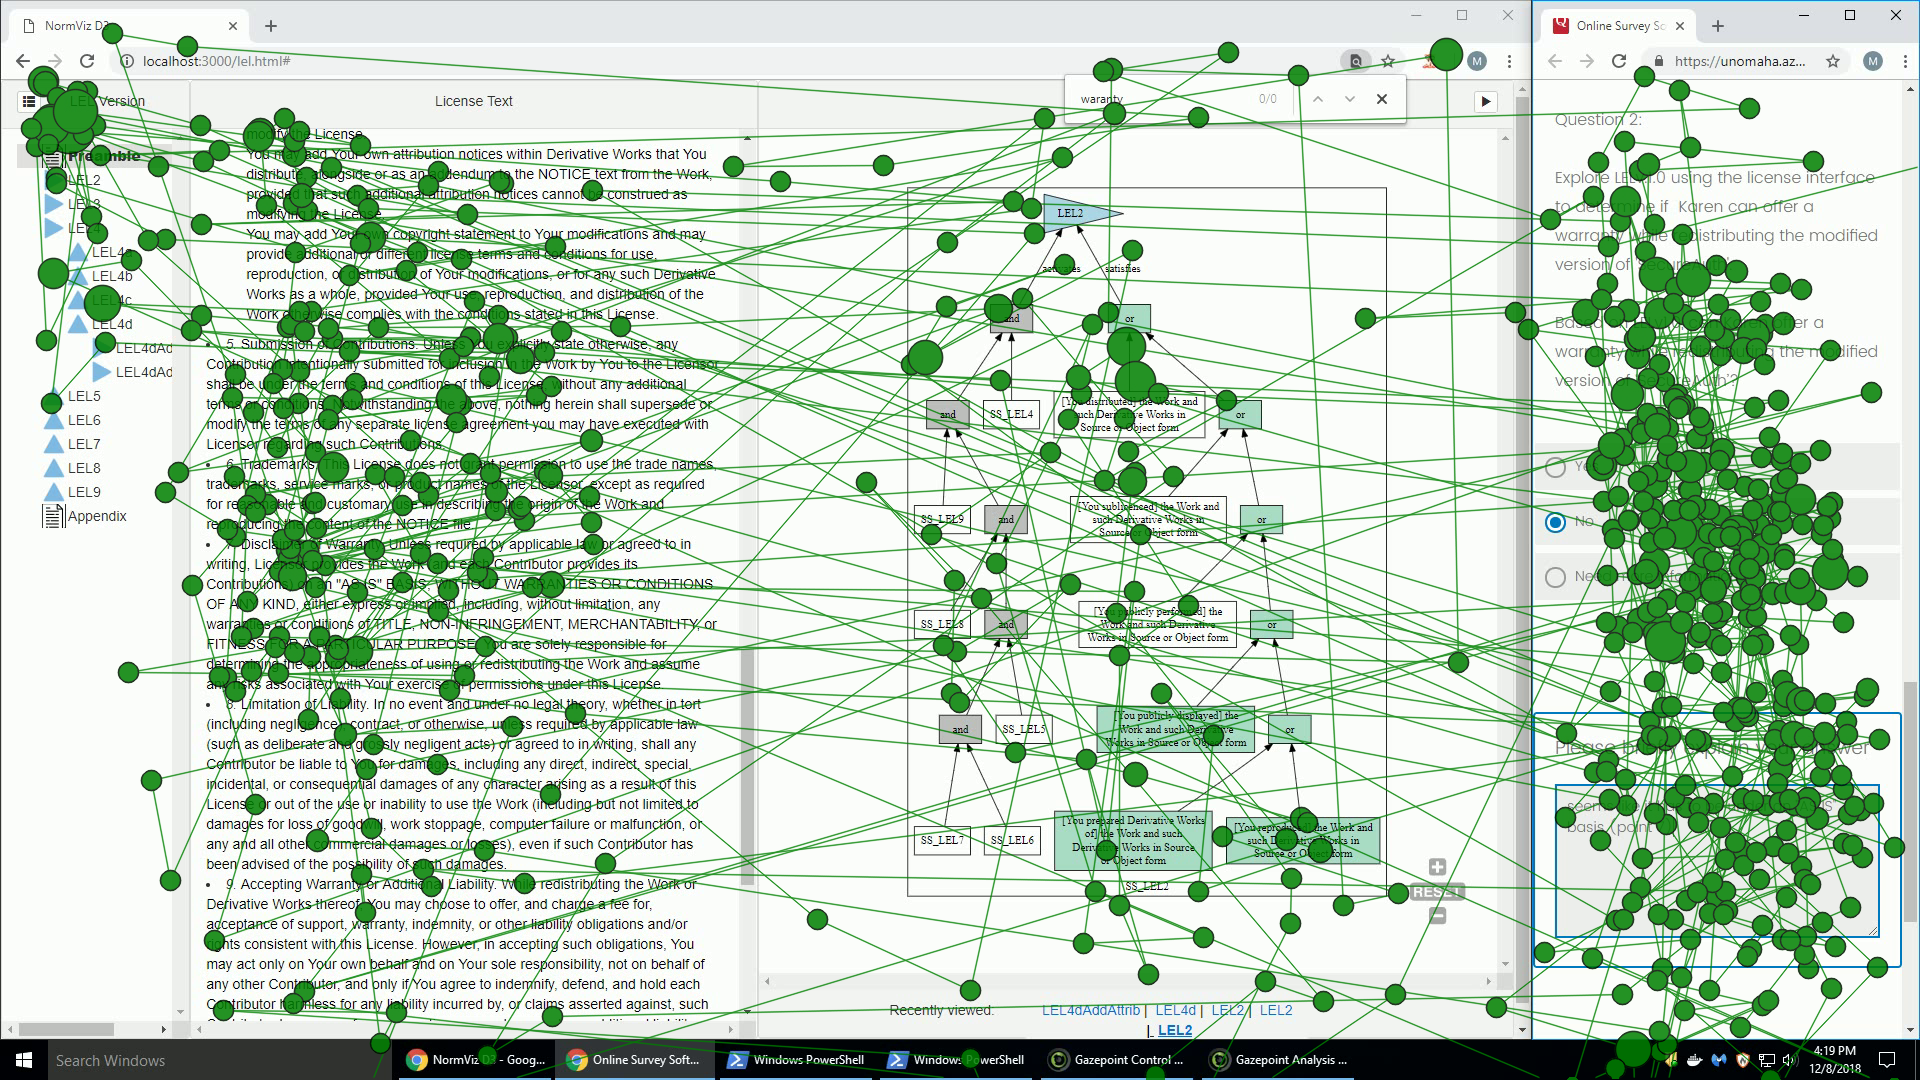 NormViz D3
localhost:3000/lel.html#
M
Online Survey So
https://unomaha.az...
M
waranty
0/0
LEL Version
License Text
Preamble
LEL2
LEL3
LEL4
LEL4a
LEL4b
LEL4c
LEL4d
LEL4dAd
LEL4dAd
LEL5
LEL6
LEL7
LEL8
LEL9
Appendix
modify the License.
You may add Your own attribution notices within Derivative Works that You
distribute, alongside or as an addendum to the NOTICE text from the Work,
provided that such additional attribution notices cannot be construed as
modifying the License.
You may add Your own copyright statement to Your modifications and may
provide additional or different license terms and conditions for use,
reproduction, or distribution of Your modifications, or for any such Derivative
Works as a whole, provided Your use, reproduction, and distribution of the
Work otherwise complies with the conditions stated in this License.
5. Submission of Contributions. Unless You explicitly state otherwise, any
Contribution intentionally submitted for inclusion in the Work by You to the Licensor
shall be under the terms and conditions of this License, without any additional
terms or conditions. Notwithstanding the above, nothing herein shall supersede or
modify the terms of any separate license agreement you may have executed with
Licensor regarding such Contributions.
6. Trademarks. This License does not grant permission to use the trade names,
trademarks, service marks, or product names of the Licensor, except as required
for reasonable and customary use in describing the origin of the Work and
reproducing the content of the NOTICE file.
7. Disclaimer of Warranty. Unless required by applicable law or agreed to in
writing, Licensor provides the Work (and each Contributor provides its
Contributions) on an "AS IS" BASIS, WITHOUT WARRANTIES OR CONDITIONS
OF ANY KIND, either express or implied, including, without limitation, any
warranties or conditions of TITLE, NON-INFRINGEMENT, MERCHANTABILITY, or
FITNESS FOR A PARTICULAR PURPOSE. You are solely responsible for
determining the appropriateness of using or redistributing the Work and assume
any risks associated with Your exercise of permissions under this License.
8. Limitation of Liability. In no event and under no legal theory, whether in tort
(including negligence), contract, or otherwise, unless required by applicable law
(such as deliberate and grossly negligent acts) or agreed to in writing, shall any
Contributor be liable to You for damages, including any direct, indirect, special,
incidental, or consequential damages of any character arising as a result of this
License or out of the use or inability to use the Work (including but not limited to
damages for loss of goodwill, work stoppage, computer failure or malfunction, or
any and all other commercial damages or losses), even if such Contributor has
been advised of the possibility of such damages.
9. Accepting Warranty or Additional Liability. While redistributing the Work or
Derivative Works thereof, You may choose to offer, and charge a fee for,
acceptance of support, warranty, indemnity, or other liability obligations and/or
rights consistent with this License. However, in accepting such obligations, You
may act only on Your own behalf and on Your sole responsibility, not on behalf of
any other Contributor, and only if You agree to indemnify, defend, and hold each
Contributor harmless for any liability incurred by, or claims asserted against, such
LEL2
activates
satisfies
and
or
and
SS_LEL4
[You distributed] the Work and
such Derivative Works in
Source or Object form
or
SS_LEL9
and
[You sublicenced] the Work and
such Derivative Works in
Source or Object form
or
SS_LEL8
and
[You publicly performed] the
Work and such Derivative
Works in Source or Object form
or
and
SS_LEL5
[You publicly displayed] the
Work and such Derivative
Works in Source or Object form
or
SS_LEL7
SS_LEL6
[You prepared Derivative Works
of] the Work and such
Derivative Works in Source
or Object form
[You reproduced] the Work and
such Derivative Works in
Source or Object form
SS_LEL2
RESET
Recently viewed:
LEL4dAddAttrib | LEL4d | LEL2 | LEL2
| LEL2
Question 2:
Explore LEL 1.0 using the license interface
to determine if Karen can offer a
warranty while redistributing the modified
version of 'SecureAuth'
Karen offer a
warranty while redistributing the modified
version of 'SecureAuth'?
No
Please briefly explain your answer
basis (point
Search Windows
NormViz D3 - Goog...
Online Survey Soft...
Windows PowerShell
Windows PowerShell
Gazepoint Control ...
Gazepoint Analysis ...
4:19 PM
12/8/2018